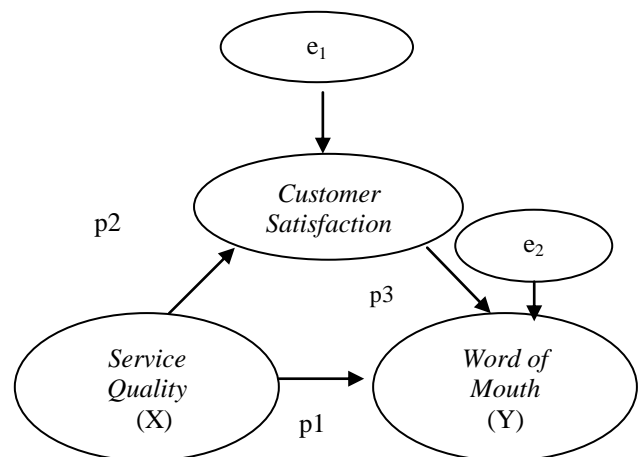 e₁
Customer
Satisfaction
p2
e₂
p3
Service
Quality
(X)
Word of
Mouth
(Y)
p1